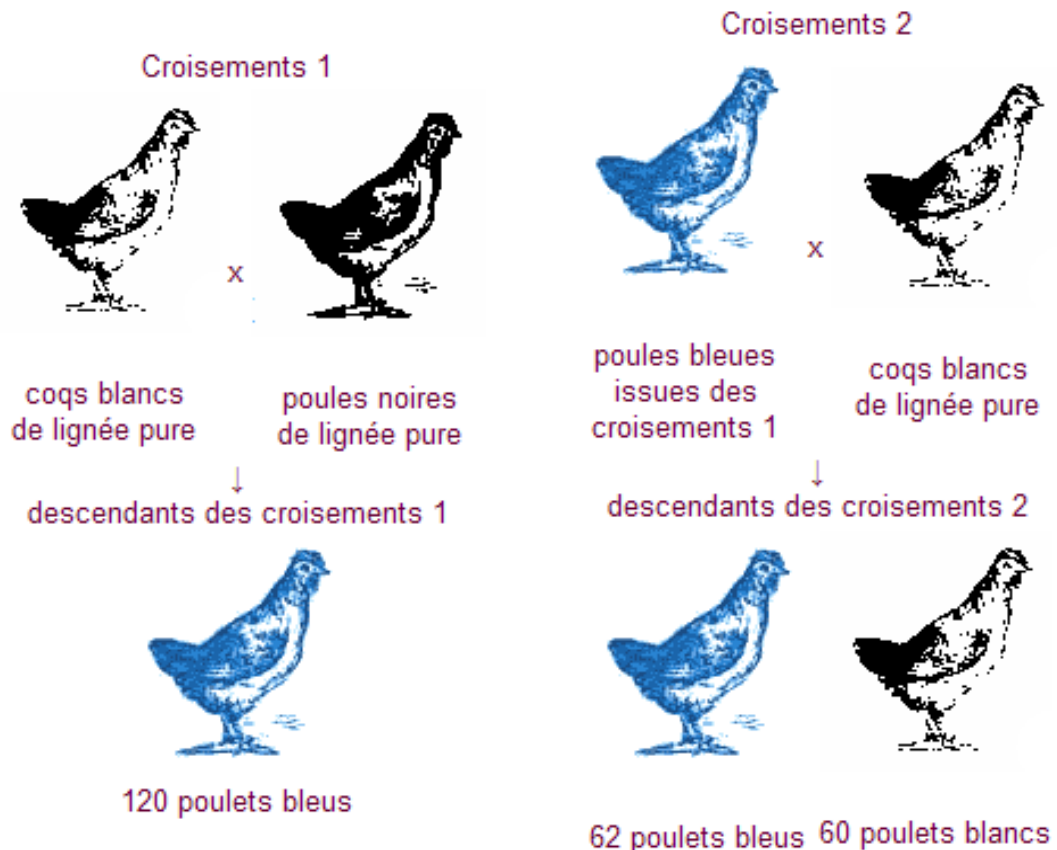 Croisements 1
x
coqs blancs
de lignée pure
poules noires
de lignée pure
↓
descendants des croisements 1
120 poulets bleus
Croisements 2
x
poules bleues
issues des
croisements 1
coqs blancs
de lignée pure
↓
descendants des croisements 2
62 poulets bleus
60 poulets blancs